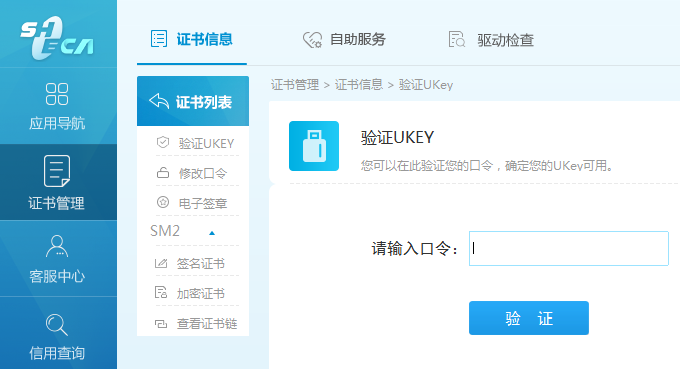 应用导航
证书管理
客服中心
信用查询
证书信息
自助服务
驱动检查
证书列表
验证UKEY
修改口令
电子签章
SM2
签名证书
加密证书
查看证书链
证书管理 > 证书信息 > 验证UKey
验证UKEY
您可以在此验证您的口令，确定您的UKey可用。
请输入口令：
验 证